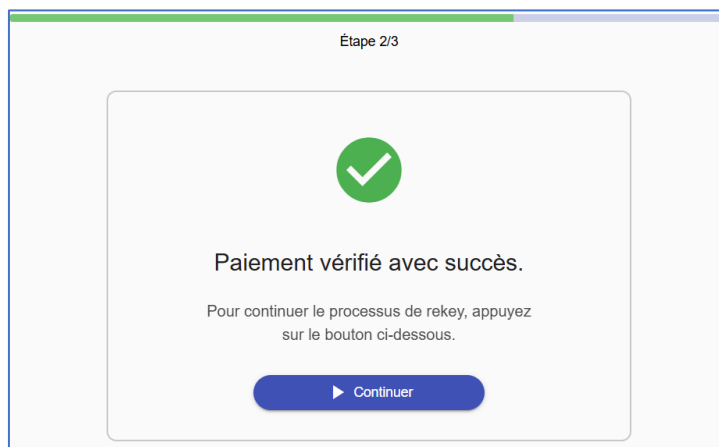 Étape 2/3
Paiement vérifié avec succès.
Pour continuer le processus de rekey, appuyez
sur le bouton ci-dessous.
Continuer